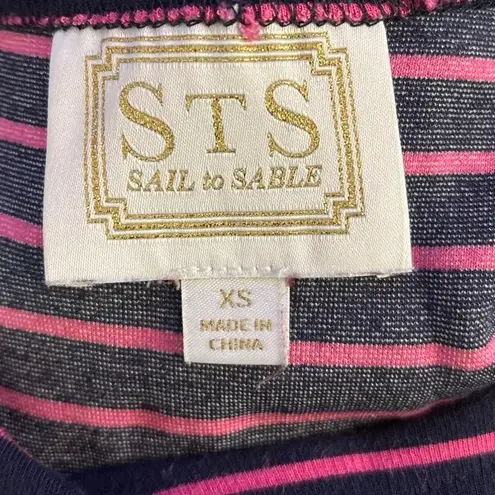 STS
SAIL to SABLE
XS
MADE IN
CHINA